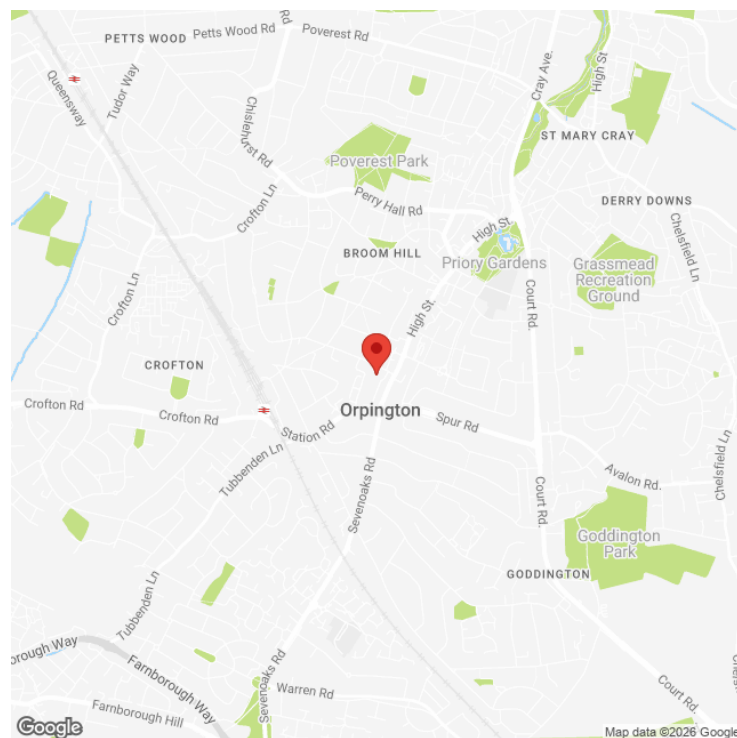 Rd
PETTS WOOD
Petts Wood Rd
Poverest Rd
Queensway
Tudor Way
Cray Ave.
High St
Chislehurst Rd
ST MARY CRAY
Poverest Park
Crofton Ln
Perry Hall Rd
DERRY DOWNS
High St.
BROOM HILL
Priory Gardens
Chelsfield Ln
Grassmead
Recreation
Ground
Crofton Ln
Court Rd.
High St.
CROFTON
Crofton Rd
Crofton Rd
Orpington
Station Rd
Spur Rd
Tubbenden Ln
Sevenoaks Rd
Avalon Rd.
Chelsfield Ln
Court Rd.
Goddington
Park
GODDINGTON
Tubbenden Ln
orough Way
Farnborough Way
Sevenoaks Rd
Warren Rd
Court Rd.
Farnborough Hill
Google
Map data ©2026 Google